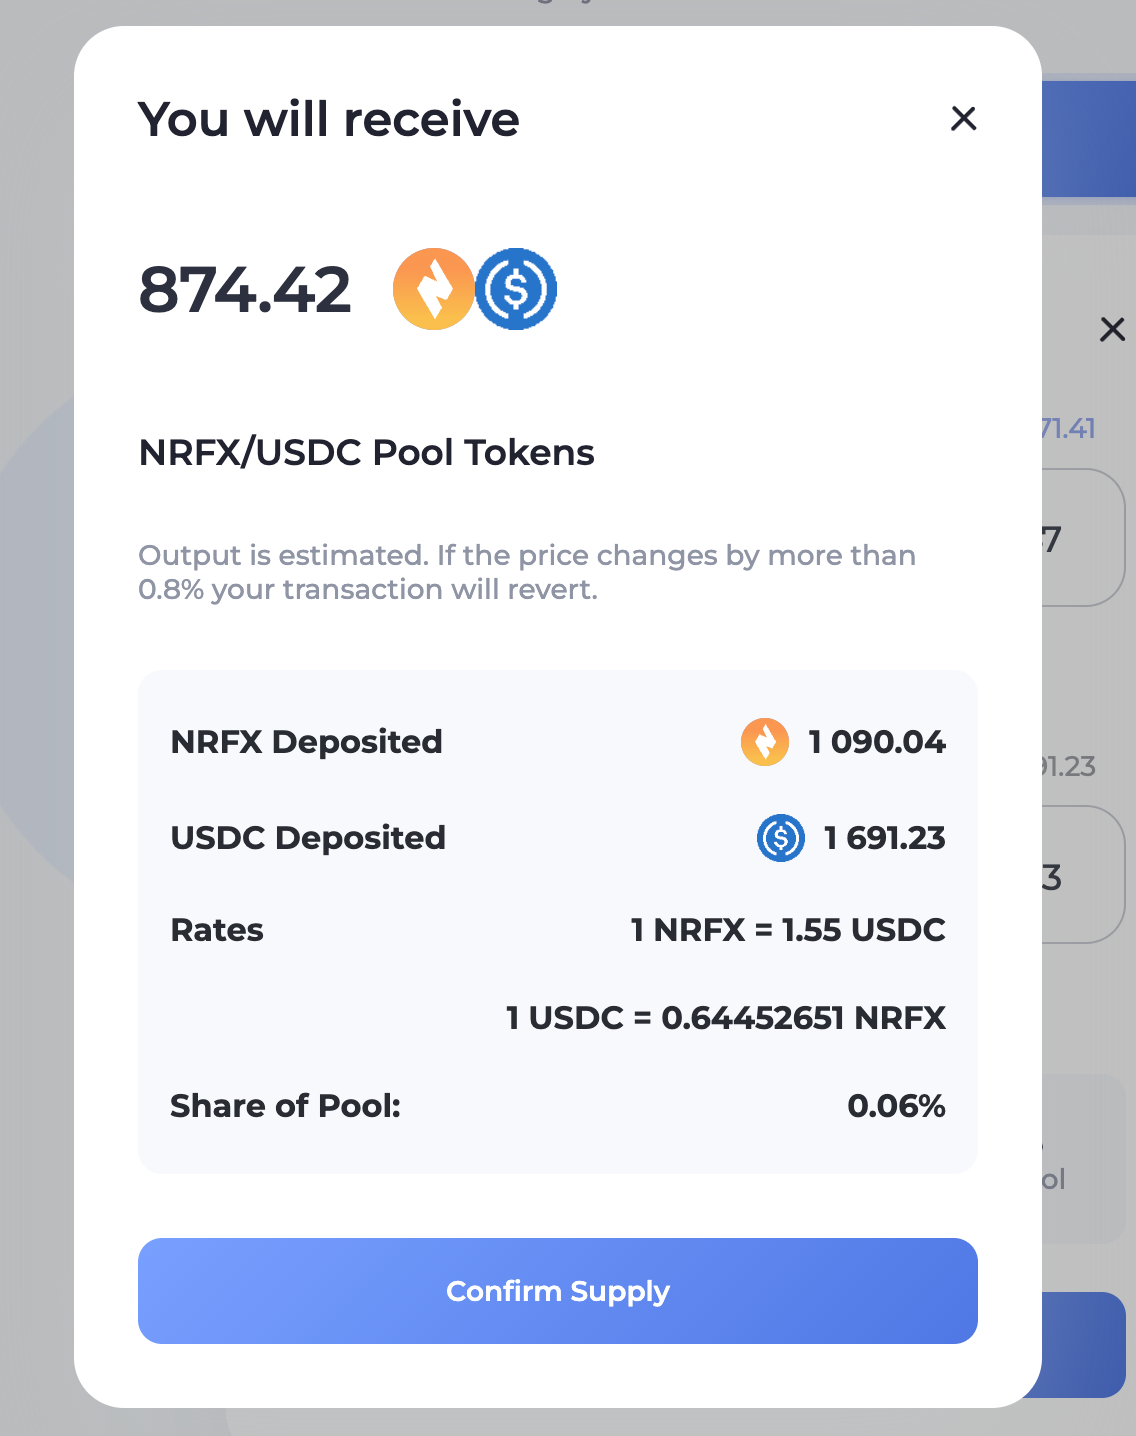 You will receive
874.42
NRFX/USDC Pool Tokens
Output is estimated. If the price changes by more than
0.8% your transaction will revert.
NRFX Deposited 1 090.04
USDC Deposited 1 691.23
Rates 1 NRFX = 1.55 USDC
1 USDC = 0.64452651 NRFX
Share of Pool: 0.06%
Confirm Supply
71.41
7
91.23
3
ol